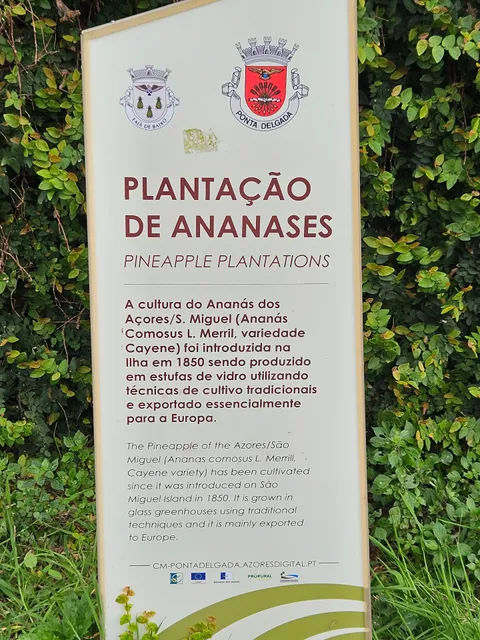 FAJÃ DE BAIXO
PONTA DELGADA
PLANTAÇÃO
DE ANANASES
PINEAPPLE PLANTATIONS
A cultura do Ananás dos
Açores/S. Miguel (Ananás
Comosus L. Merril, variedade
Cayene) foi introduzida na
Ilha em 1850 sendo produzido
em estufas de vidro utilizando
técnicas de cultivo tradicionais
e exportado essencialmente
para a Europa.
The Pineapple of the Azores/São
Miguel (Ananas comosus L. Merrill,
Cayene variety) has been cultivated
since it was introduced on São
Miguel Island in 1850. It is grown in
glass greenhouses using traditional
techniques and it is mainly exported
to Europe.
CM-PONTADELGADA.AZORESDIGITAL.PT
PRORURAL